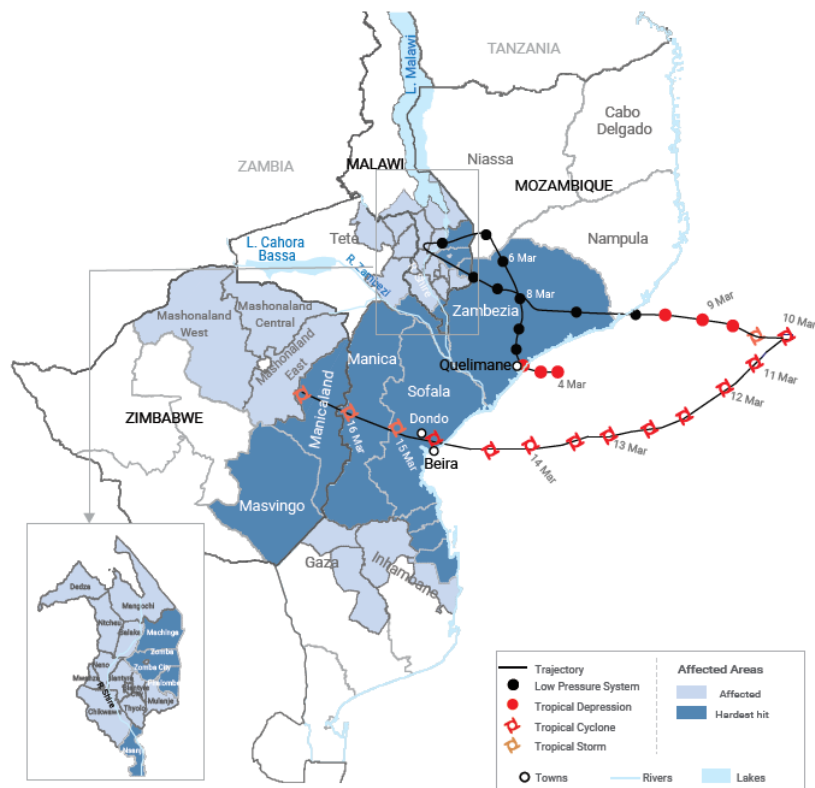 TANZANIA
L. Malawi
Cabo
Delgado
ZAMBIA
MALAWI
Niassa
MOZAMBIQUE
Nampula
Tete
L. Cahora
Bassa
R. Zambezi
Shire
6 Mar
8 Mar
9 Mar
10 Mar
11 Mar
12 Mar
13 Mar
14 Mar
15 Mar
16 Mar
4 Mar
Mashonaland
West
Mashonaland
Central
Mashonaland
East
Zambezia
Manica
Quelimane
Sofala
Dondo
Beira
ZIMBABWE
Manicaland
Masvingo
Gaza
Inhambane
Dedza
Mangochi
Ntcheu
Balaka
Machinga
Zomba
Zomba City
Neno
Mwanza
Blantyre
Blantyre
City
Phalombe
R. Shire
Chikwawa
Thyolo
Mulanje
Nsanje
Trajectory
Low Pressure System
Tropical Depression
Tropical Cyclone
Tropical Storm
Affected Areas
Affected
Hardest hit
Towns
Rivers
Lakes